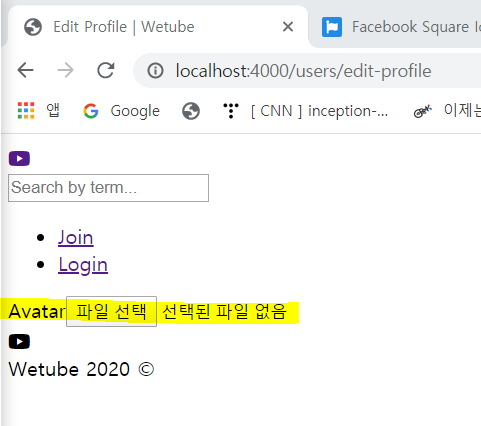 Edit Profile | Wetube
Facebook Square Ic
localhost:4000/users/edit-profile
앱 Google [ CNN ] inception-... 이제는
Search by term...
Join
Login
Avatar 파일 선택 선택된 파일 없음
Wetube 2020 ©